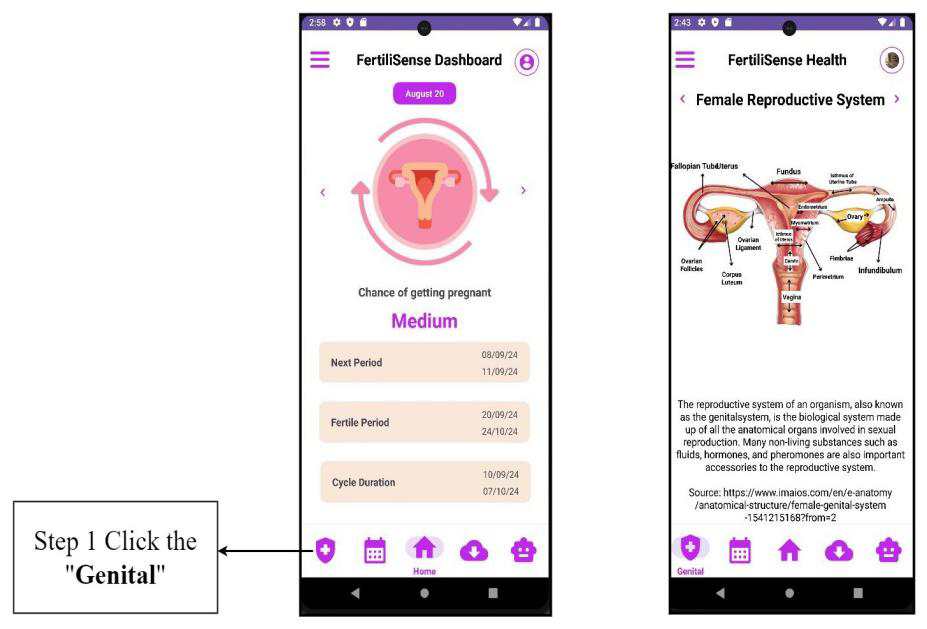 2:58
FertiliSense Dashboard
August 20
Chance of getting pregnant
Medium
Next Period
08/09/24
11/09/24
Fertile Period
20/09/24
24/10/24
Cycle Duration
10/09/24
07/10/24
Home
Step 1 Click the
"Genital"
2:43
FertiliSense Health
Female Reproductive System
Fallopian Tube
Uterus
Fundus
Isthmus of
Uterine Tube
Ampulla
Endometrium
Ovary
Myometrium
Isthmus
of Uterus
Ovarian
Ligament
Fimbriae
Ovarian
Follicles
Corpus
Luteum
Cervix
Perimetrium
Infundibulum
Vagina
The reproductive system of an organism, also known
as the genitalsystem, is the biological system made
up of all the anatomical organs involved in sexual
reproduction. Many non-living substances such as
fluids, hormones, and pheromones are also important
accessories to the reproductive system.
Source: https://www.imaios.com/en/e-anatomy
/anatomical-structure/female-genital-system
-1541215168?from=2
Genital